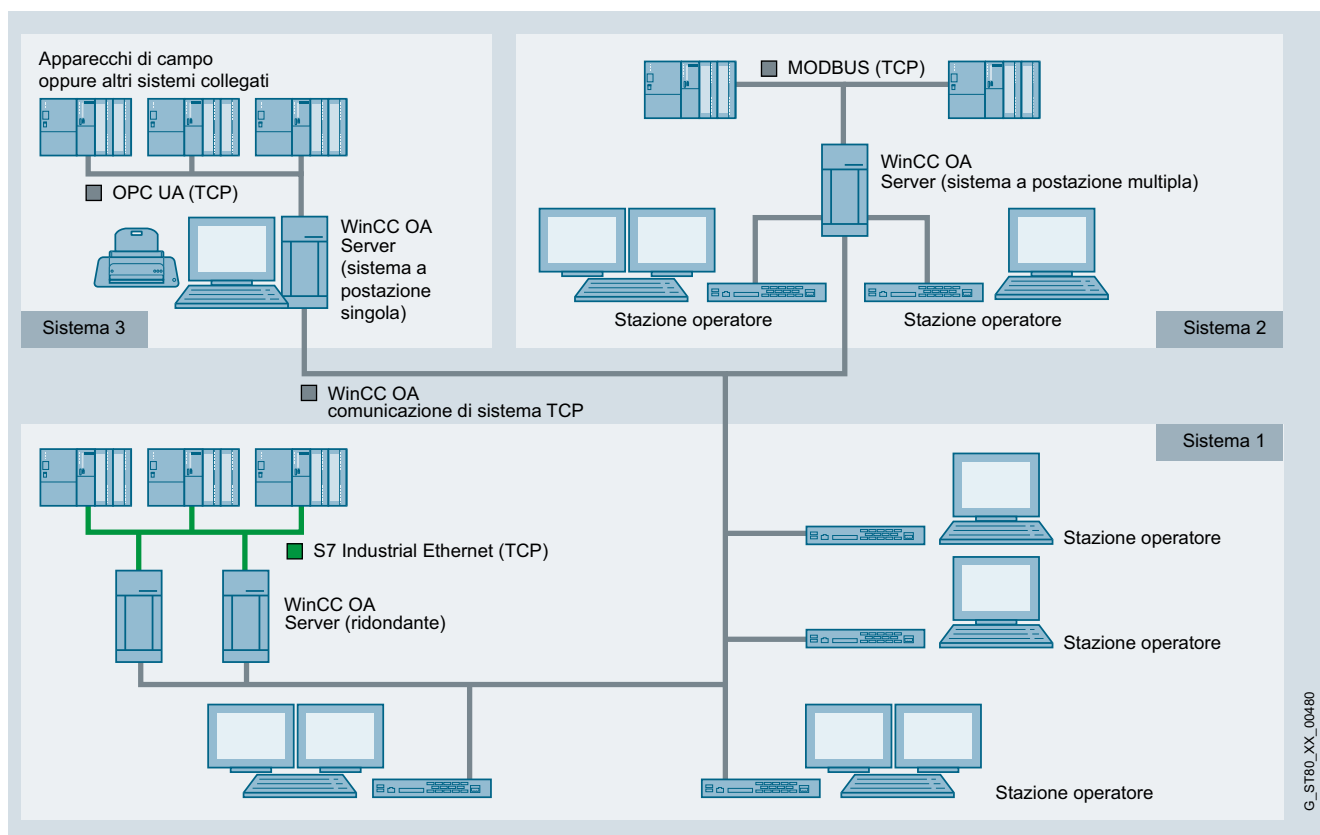 Apparecchi di campo
oppure altri sistemi collegati
OPC UA (TCP)
WinCC OA
Server
(sistema a
postazione
singola)
Sistema 3
MODBUS (TCP)
WinCC OA
Server (sistema a postazione multipla)
Stazione operatore
Stazione operatore
Sistema 2
WinCC OA
comunicazione di sistema TCP
Sistema 1
S7 Industrial Ethernet (TCP)
WinCC OA
Server (ridondante)
Stazione operatore
Stazione operatore
Stazione operatore
G_ST80_XX_00480